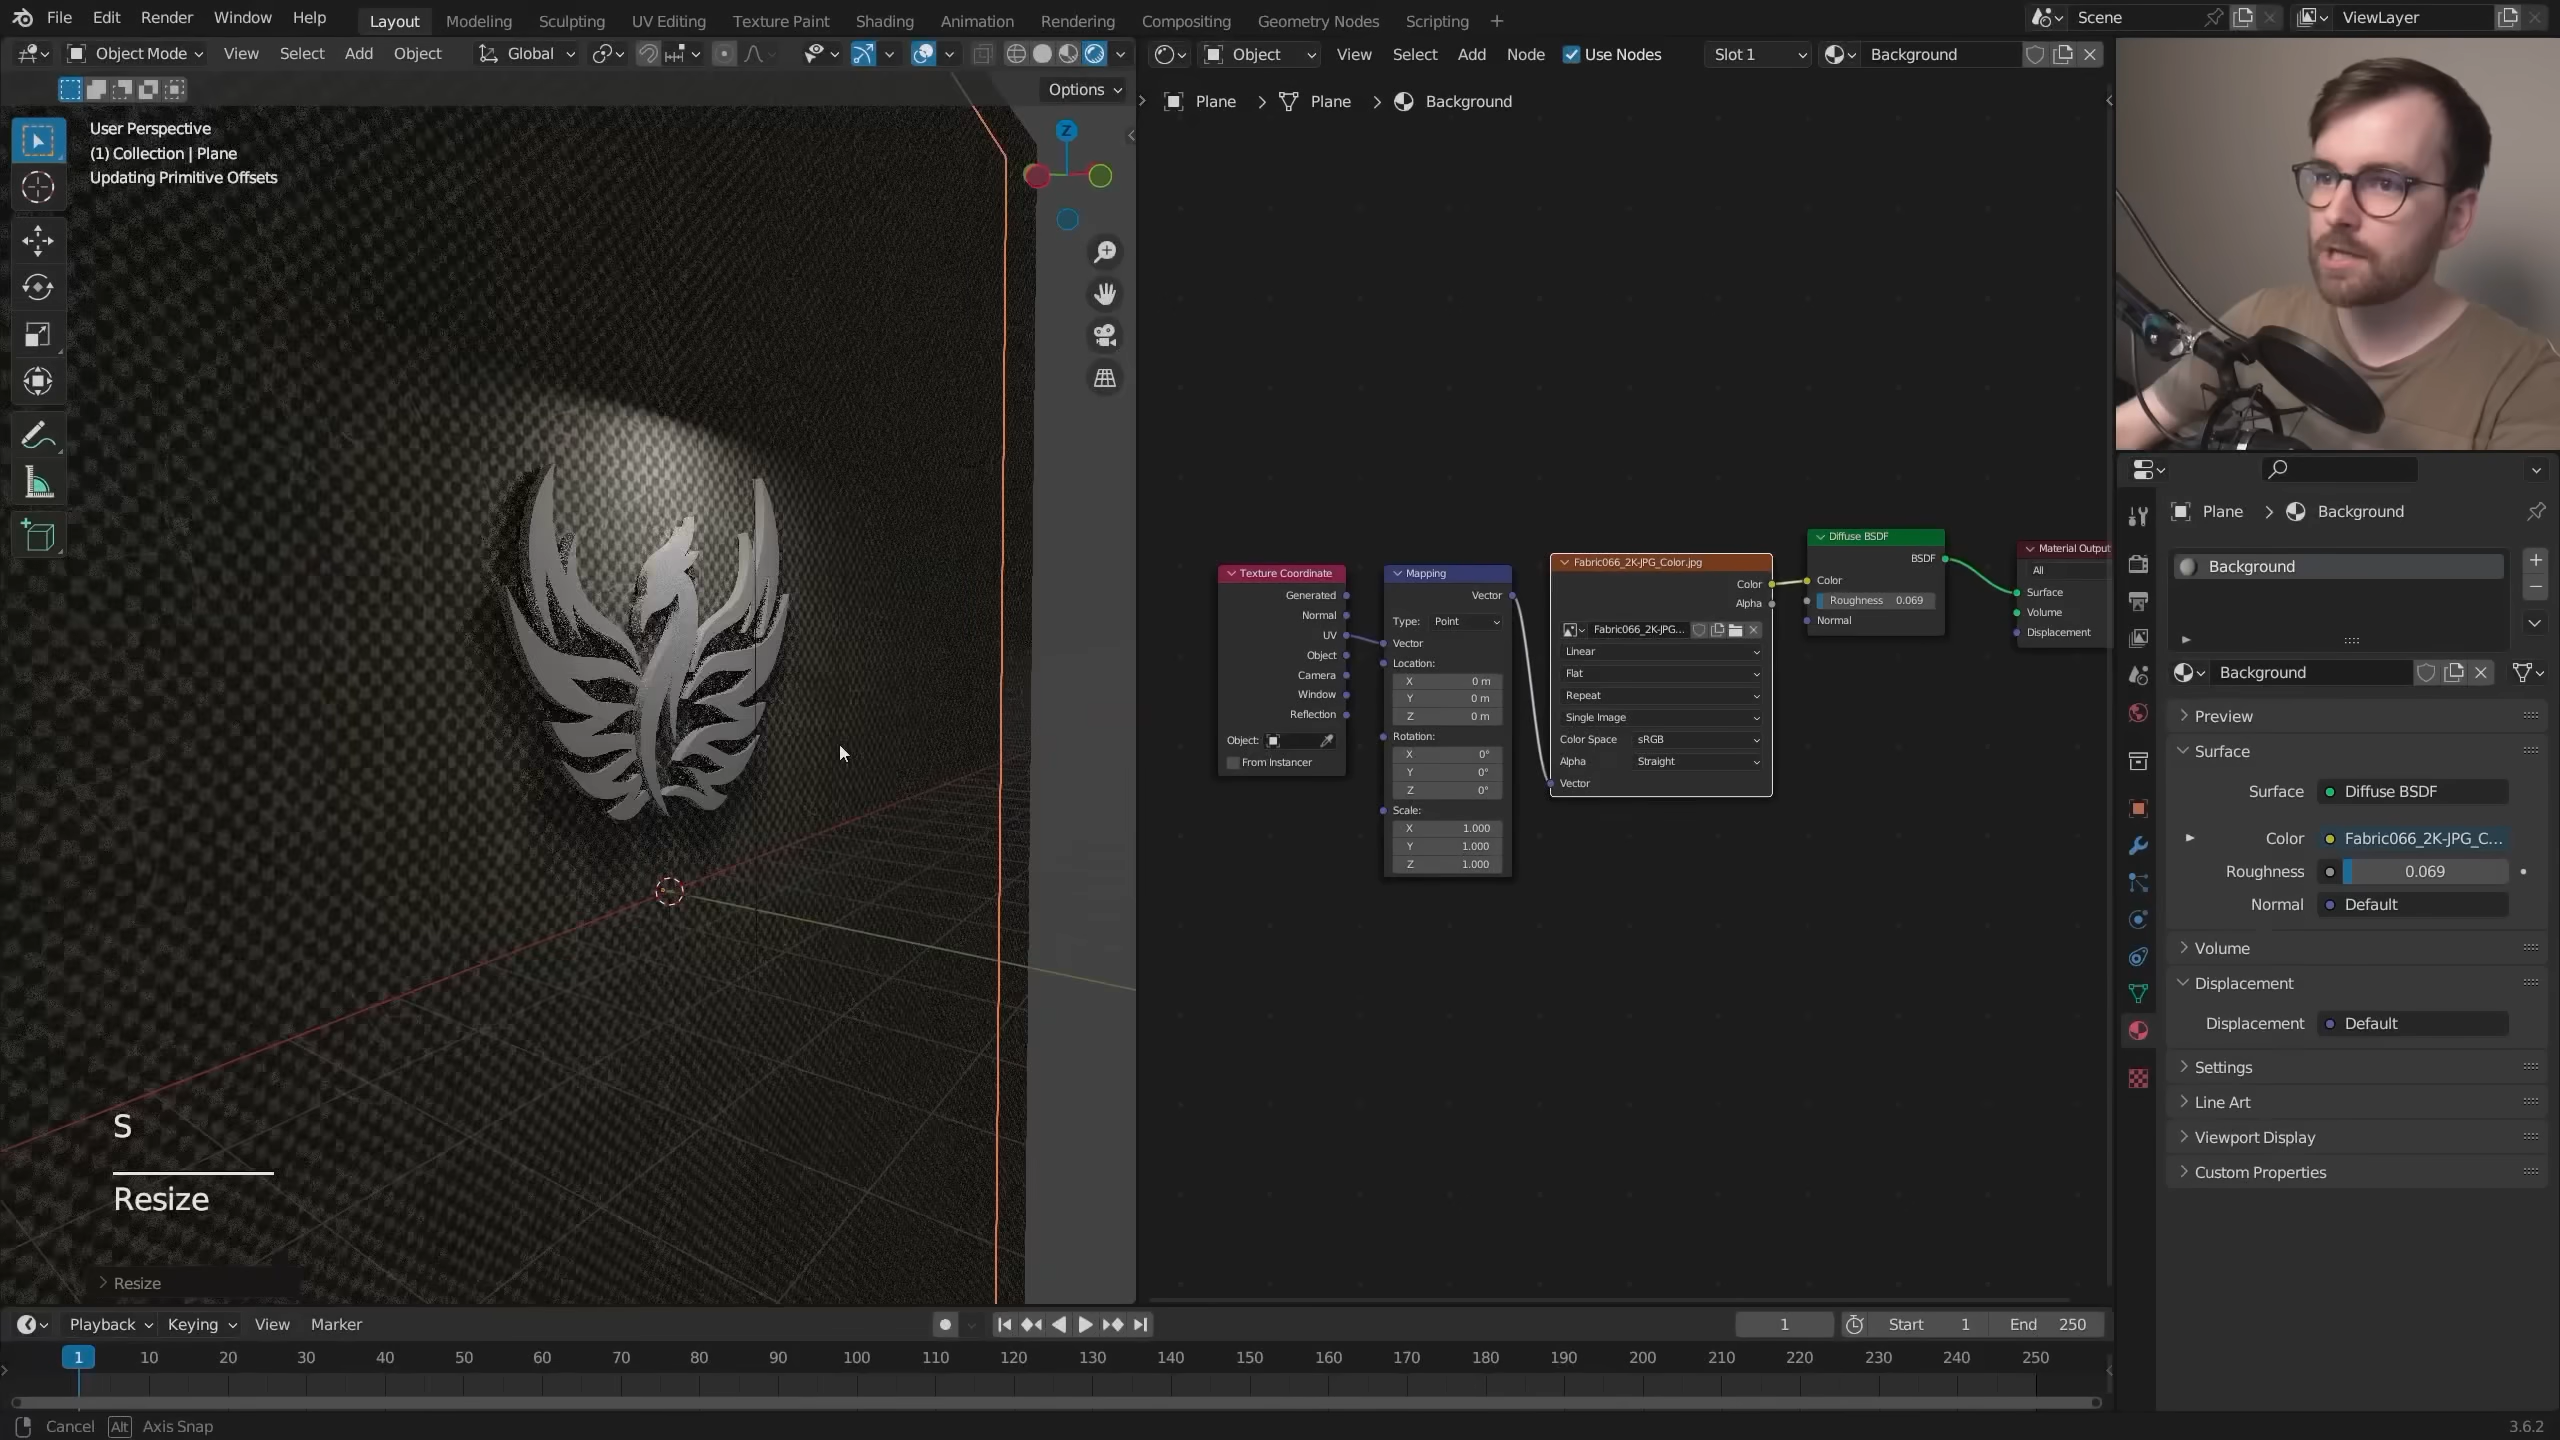 File Edit Render Window Help Layout Modeling Sculpting UV Editing Texture Paint Shading Animation Rendering Compositing Geometry Nodes Scripting + Scene ViewLayer
Object Mode View Select Add Object Global Object View Select Add Node Use Nodes Slot 1 Background
Options
Plane > Plane > Background
User Perspective
(1) Collection | Plane
Updating Primitive Offsets
Z
Texture Coordinate
Generated
Normal
UV
Object
Camera
Window
Reflection
Object:
From Instancer
Mapping
Vector
Type: Point
Vector
Location:
X 0 m
Y 0 m
Z 0 m
Rotation:
X 0°
Y 0°
Z 0°
Scale:
X 1.000
Y 1.000
Z 1.000
Fabric066_2K-JPG_Color.jpg
Color
Alpha
Fabric066_2K-JPG...
Linear
Flat
Repeat
Single Image
Color Space sRGB
Alpha Straight
Vector
Diffuse BSDF
BSDF
Color
Roughness 0.069
Normal
Material Output
All
Surface
Volume
Displacement
Plane > Background
Background
Background
Preview
Surface
Surface Diffuse BSDF
Color Fabric066_2K-JPG_C...
Roughness 0.069
Normal Default
Volume
Displacement
Displacement Default
Settings
Line Art
Viewport Display
Custom Properties
S
Resize
Resize
Playback Keying View Marker 1 Start 1 End 250
1 10 20 30 40 50 60 70 80 90 100 110 120 130 140 150 160 170 180 190 200 210 220 230 240 250
Cancel Alt Axis Snap 3.6.2